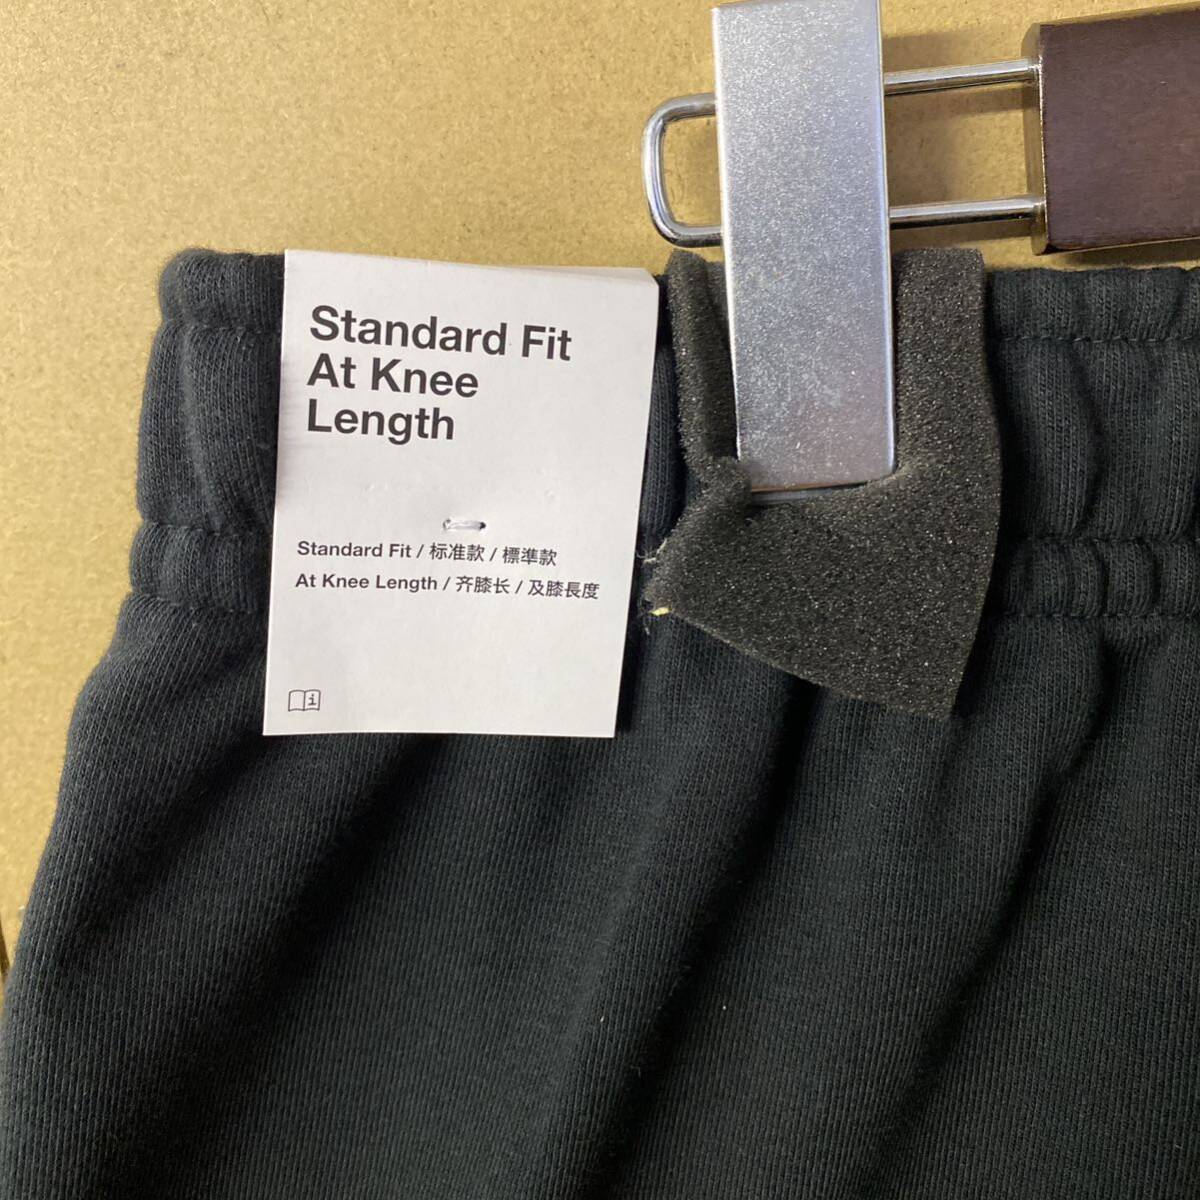 Standard Fit
At Knee
Length
Standard Fit / 标准款 / 標準款
At Knee Length / 齐膝长 / 及膝長度
i